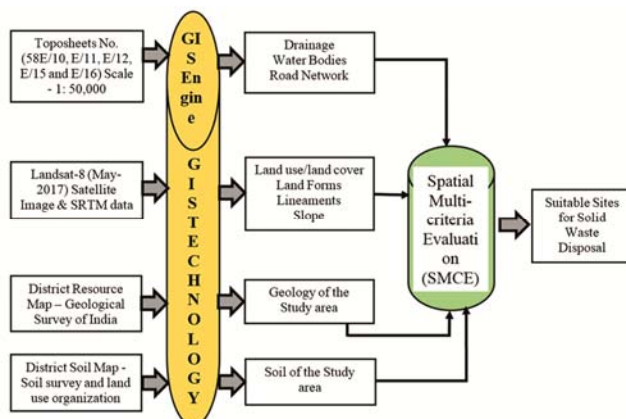 Toposheets No.
(58E/10, E/11, E/12,
E/15 and E/16) Scale
- 1: 50,000
Landsat-8 (May-
2017) Satellite
Image & SRTM data
District Resource
Map – Geological
Survey of India
District Soil Map -
Soil survey and land
use organization
GI
S En
gin
e
G
I
S
T
E
C
H
N
O
L
O
G
Y
Drainage
Water Bodies
Road Network
Land use/land cover
Land Forms
Lineaments
Slope
Geology of the
Study area
Soil of the Study
area
Spatial
Multi-
criteria
Evaluati
on
(SMCE)
Suitable Sites
for Solid
Waste
Disposal